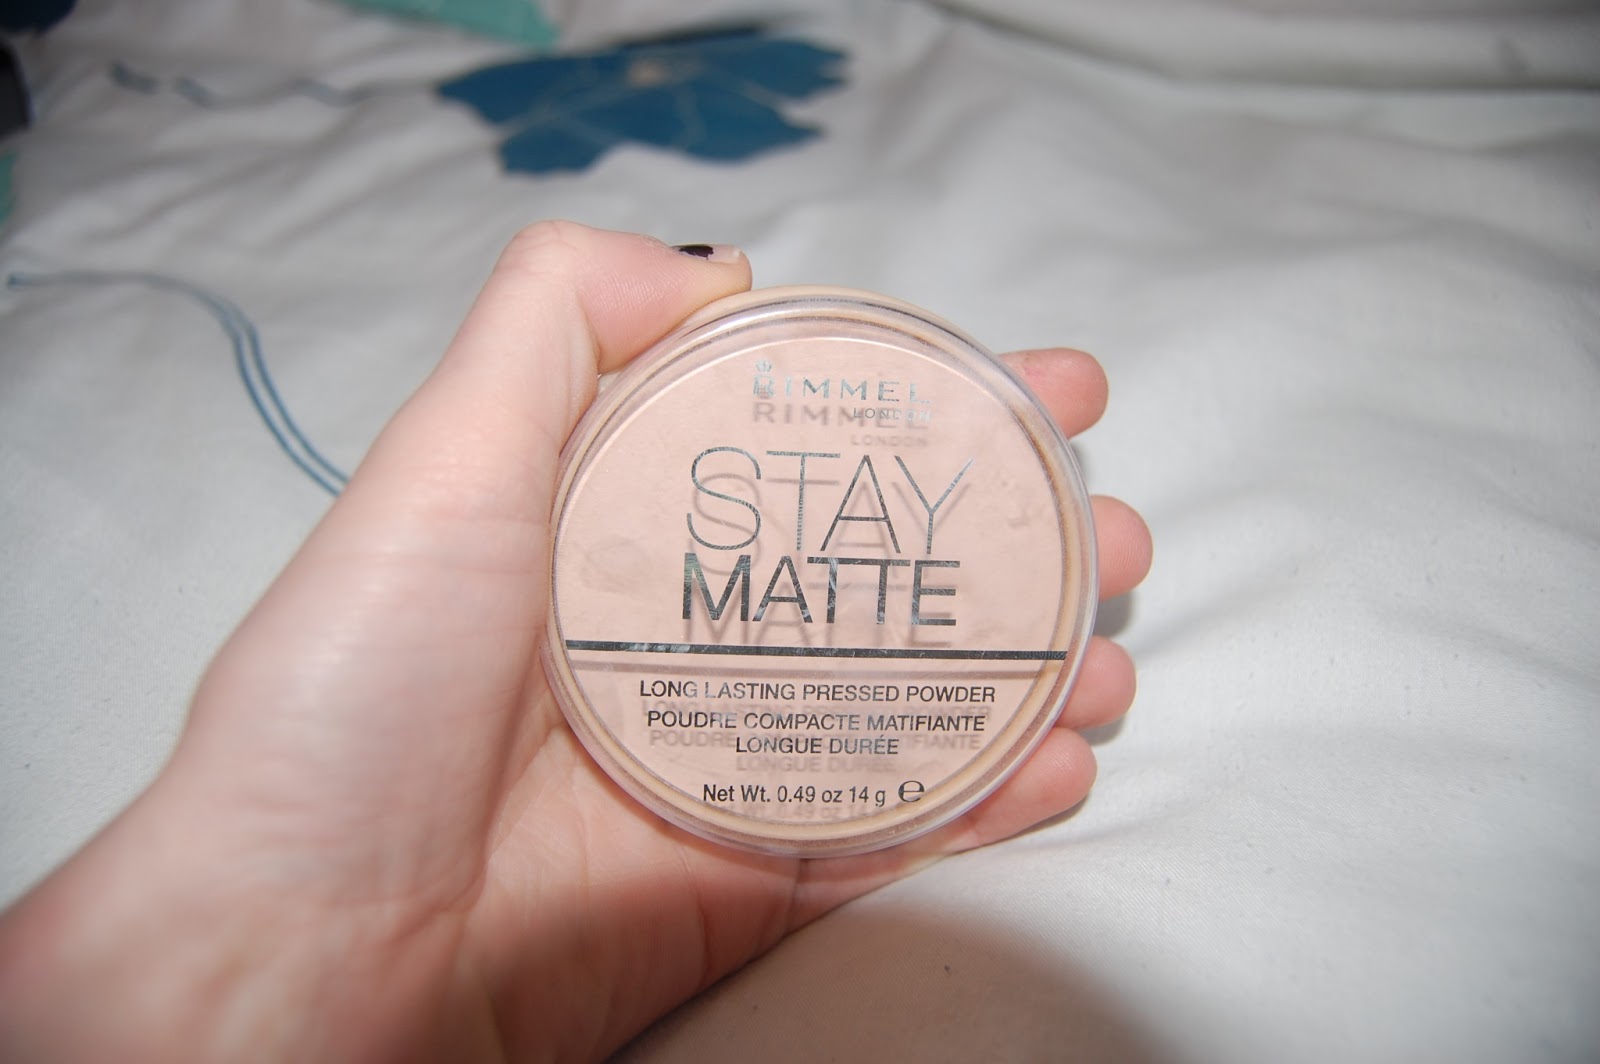 RIMMEL
LONDON
STAY
MATTE
LONG LASTING PRESSED POWDER
POUDRE COMPACTE MATIFIANTE
LONGUE DURÉE
Net Wt. 0.49 oz 14 g ℮